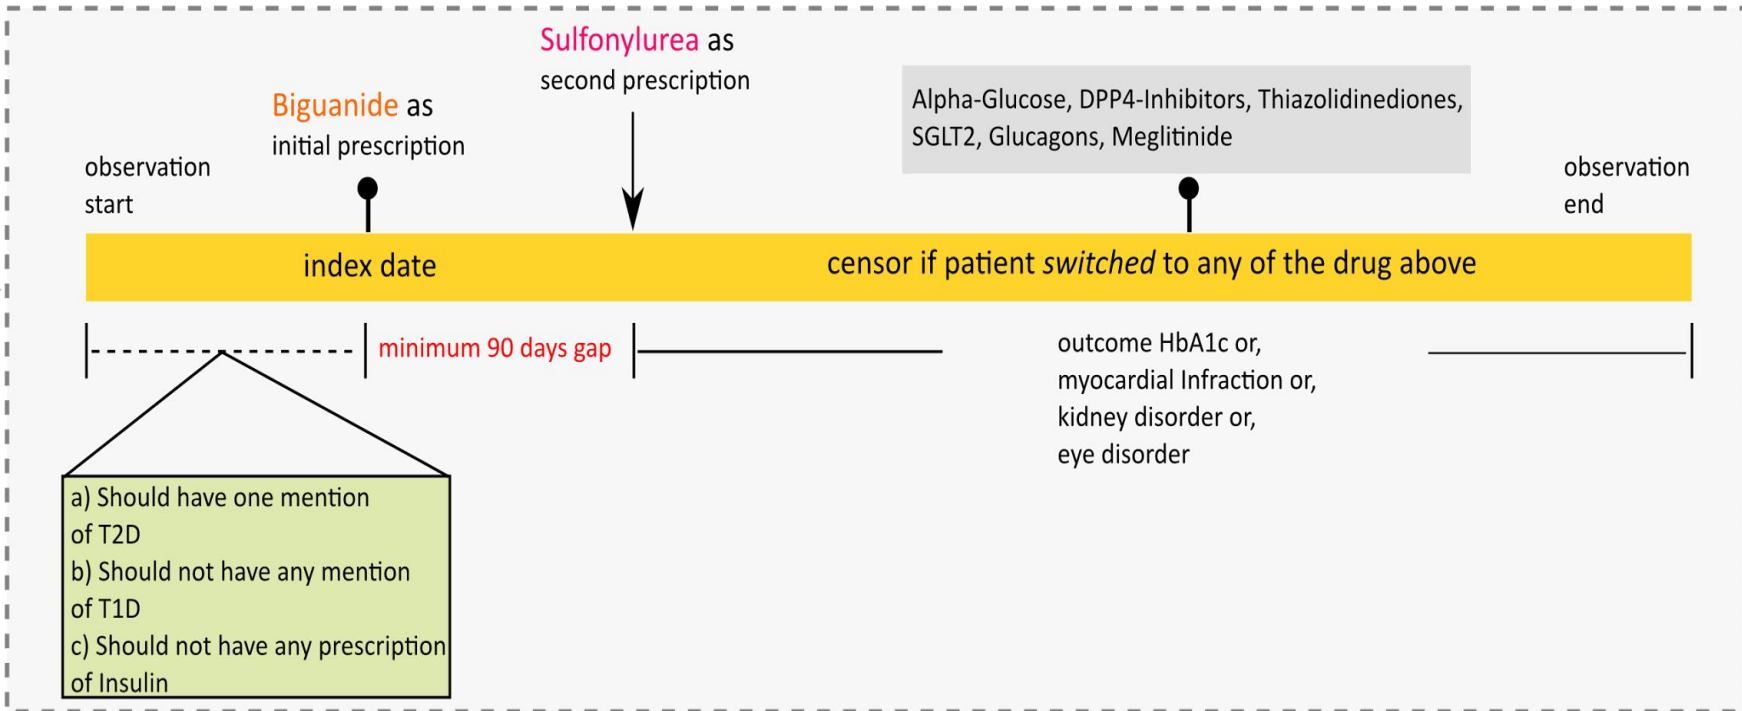 Sulfonylurea as
second prescription
Biguanide as
initial prescription
Alpha-Glucose, DPP4-Inhibitors, Thiazolidinediones,
SGLT2, Glucagons, Meglitinide
observation
start
observation
end
index date
censor if patient switched to any of the drug above
minimum 90 days gap
outcome HbA1c or,
myocardial Infraction or,
kidney disorder or,
eye disorder
a) Should have one mention
of T2D
b) Should not have any mention
of T1D
c) Should not have any prescription
of Insulin